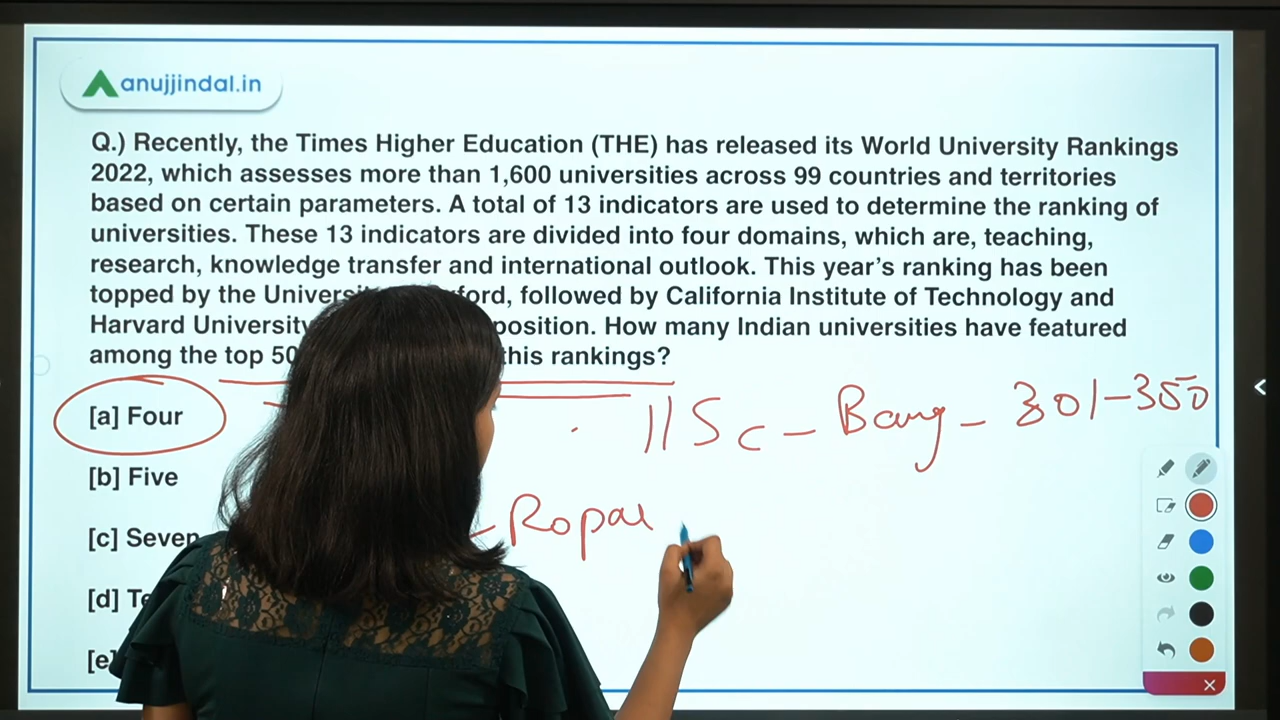 anujjindal.in
Q.) Recently, the Times Higher Education (THE) has released its World University Rankings
2022, which assesses more than 1,600 universities across 99 countries and territories
based on certain parameters. A total of 13 indicators are used to determine the ranking of
universities. These 13 indicators are divided into four domains, which are, teaching,
research, knowledge transfer and international outlook. This year's ranking has been
topped by the followed by California Institute of Technology and
Harvard University position. How many Indian universities have featured
among the top this rankings?
[a] Four
IISc - Bang - 301-350
[b] Five
- Ropar
[c] Seven
[d]
[e]